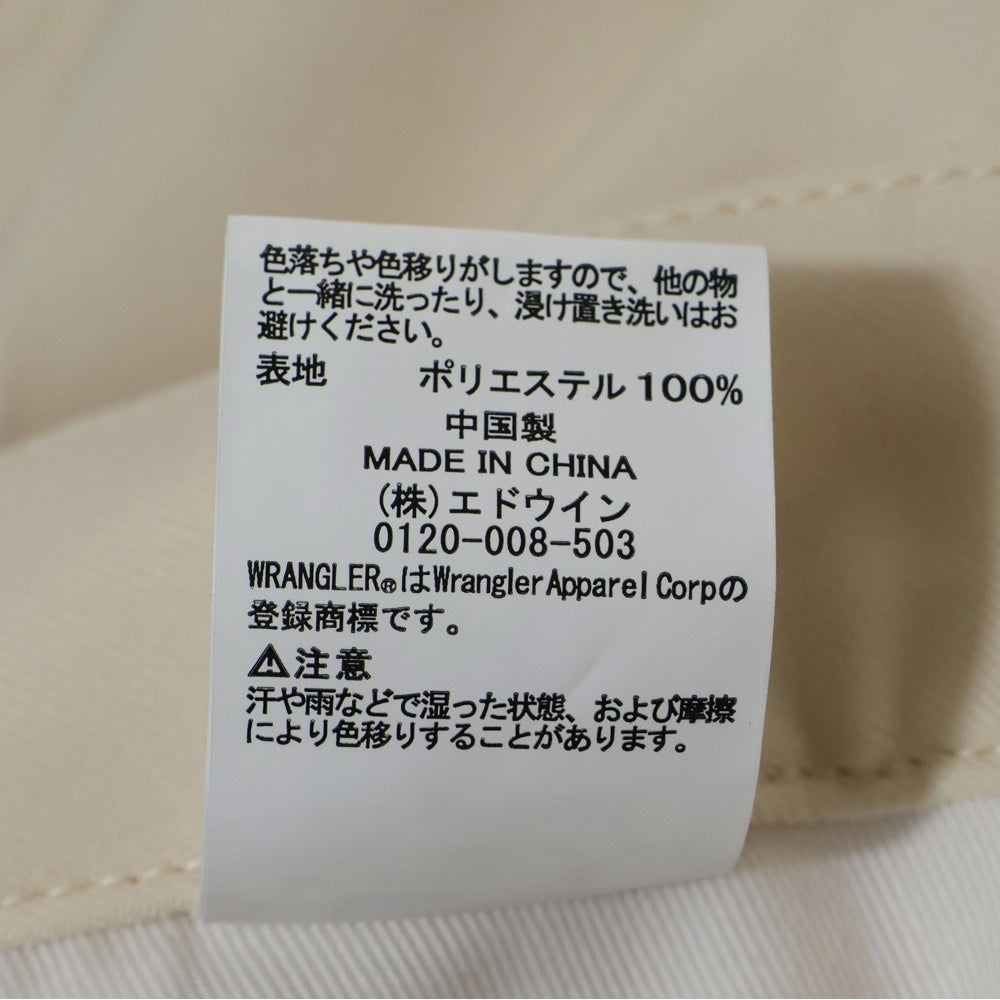 色落ちや色移りがしますので、他の物
と一緒に洗ったり、浸け置き洗いはお
避けください。
表地 ポリエステル 100%
中国製
MADE IN CHINA
(株)エドウイン
0120-008-503
WRANGLER®はWrangler Apparel Corpの
登録商標です。
⚠注意
汗や雨などで湿った状態、および摩擦
により色移りすることがあります。